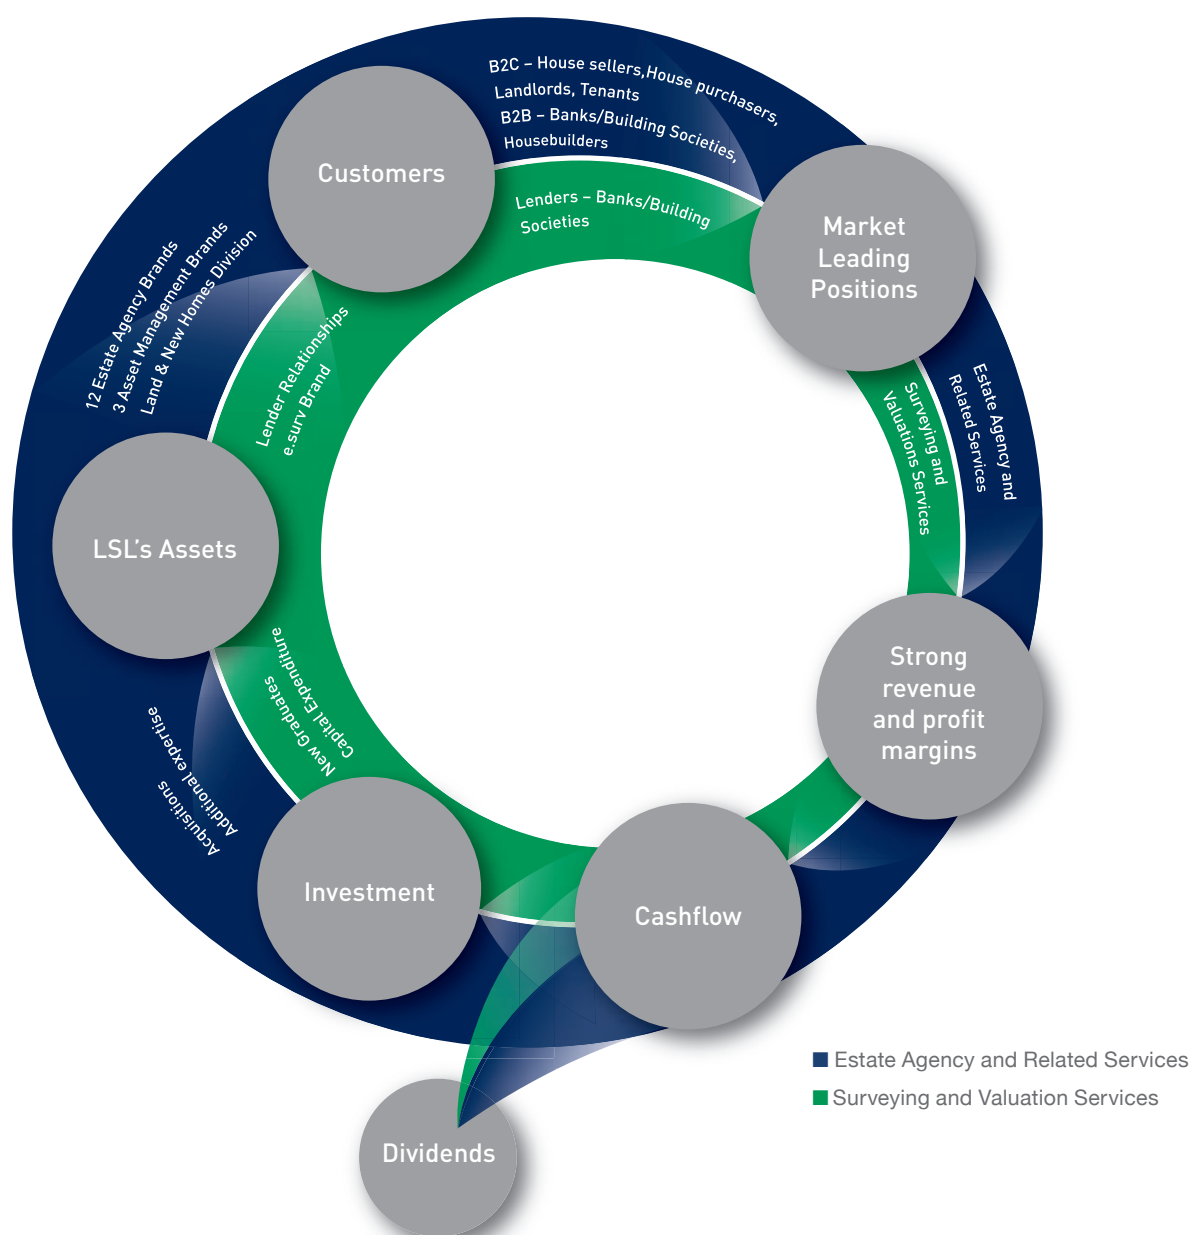 B2C – House sellers,House purchasers,
Landlords, Tenants
B2B – Banks/Building Societies,
Housebuilders
Customers
Lenders – Banks/Building
Societies
Market
Leading
Positions
12 Estate Agency Brands
3 Asset Management Brands
Land & New Homes Division
Lender Relationships
e.surv Brand
Estate Agency and
Related Services
Surveying and
Valuations Services
LSL's Assets
Strong
revenue
and profit
margins
Capital Expenditure
New Graduates
Additional expertise
Acquisitions
Investment
Cashflow
Estate Agency and Related Services
Surveying and Valuation Services
Dividends